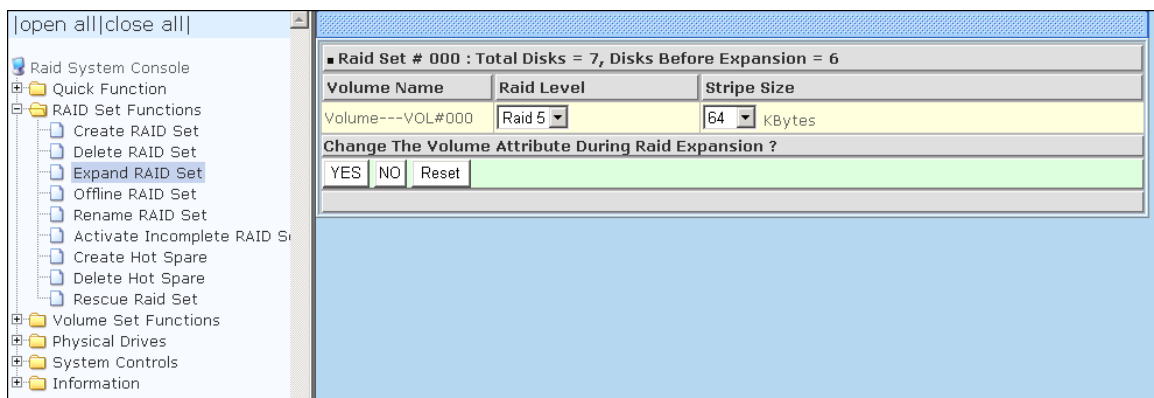 |open all|close all|
Raid System Console
Quick Function
RAID Set Functions
Create RAID Set
Delete RAID Set
Expand RAID Set
Offline RAID Set
Rename RAID Set
Activate Incomplete RAID S
Create Hot Spare
Delete Hot Spare
Rescue Raid Set
Volume Set Functions
Physical Drives
System Controls
Information
Raid Set # 000 : Total Disks = 7, Disks Before Expansion = 6
Volume Name Raid Level Stripe Size
Volume---VOL#000 Raid 5 64 KBytes
Change The Volume Attribute During Raid Expansion ?
YES NO Reset